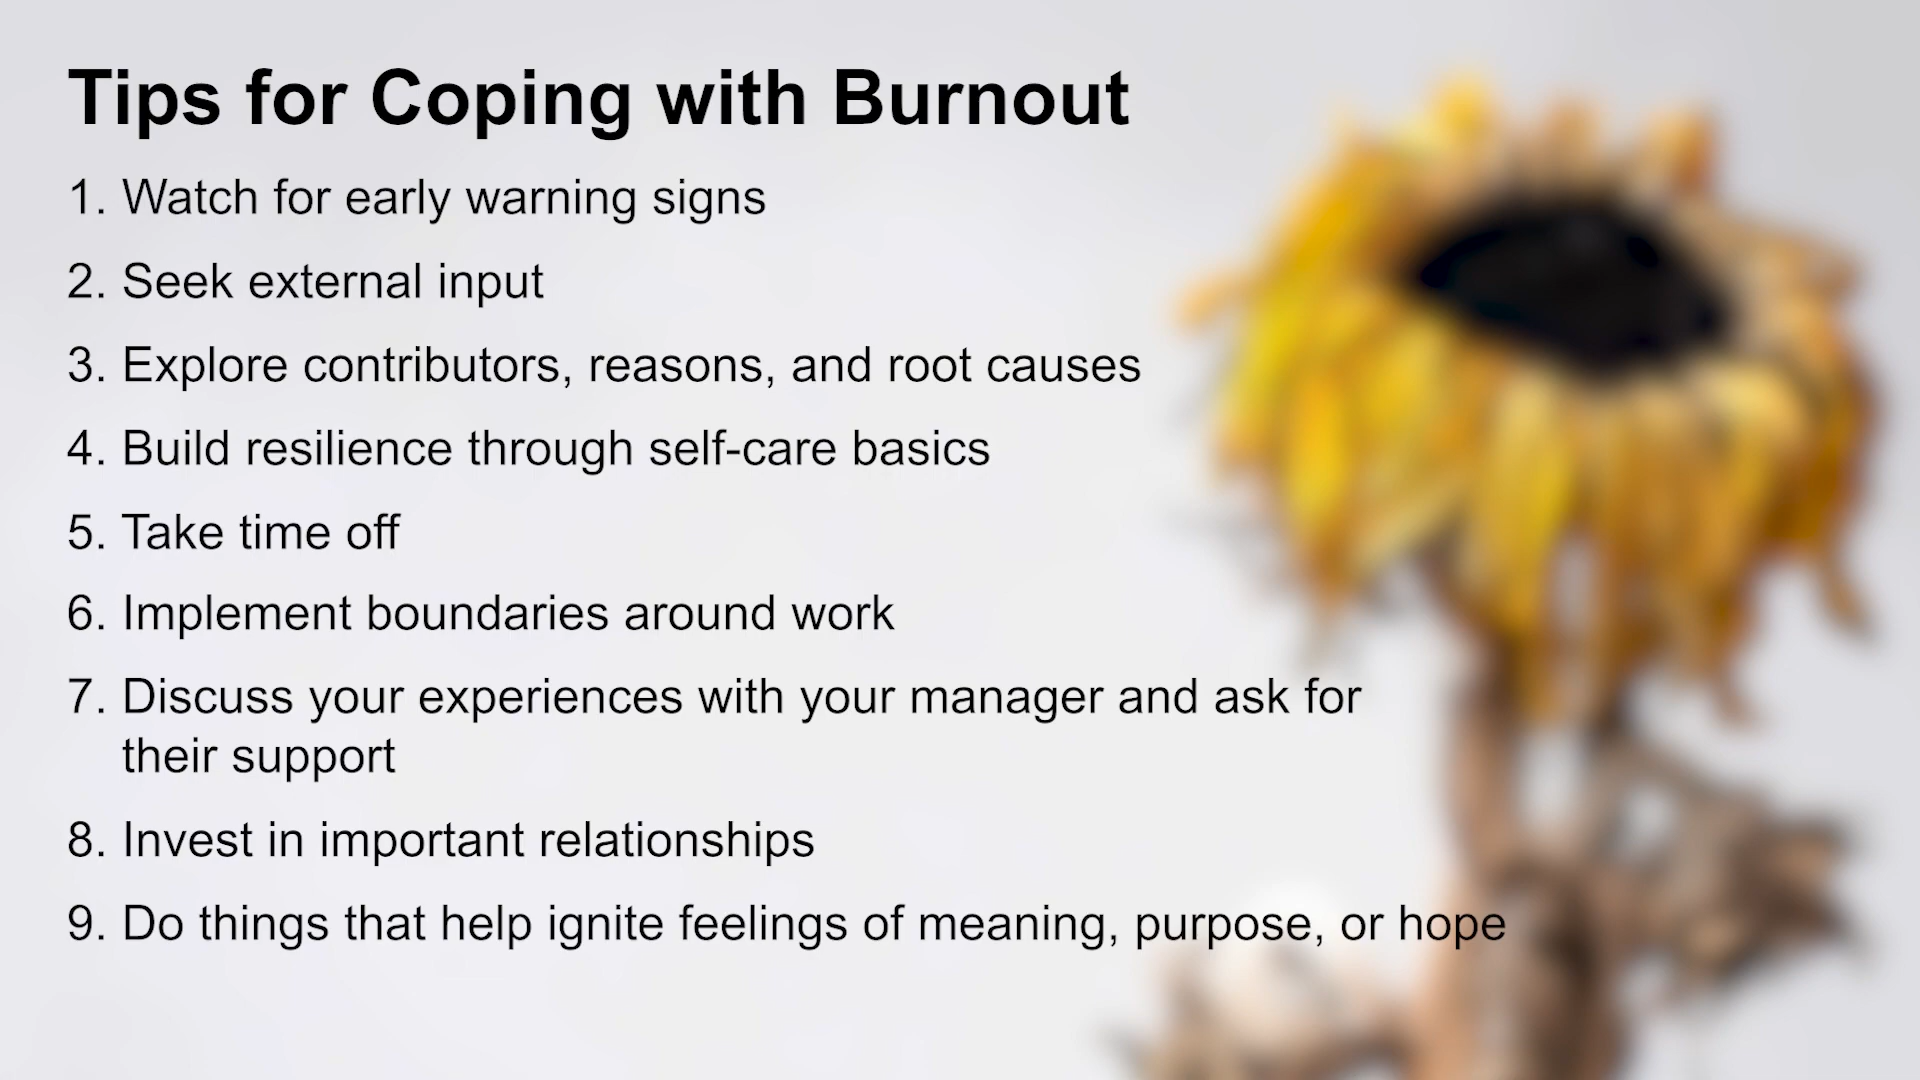 Tips for Coping with Burnout
1. Watch for early warning signs
2. Seek external input
3. Explore contributors, reasons, and root causes
4. Build resilience through self-care basics
5. Take time off
6. Implement boundaries around work
7. Discuss your experiences with your manager and ask for
their support
8. Invest in important relationships
9. Do things that help ignite feelings of meaning, purpose, or hope